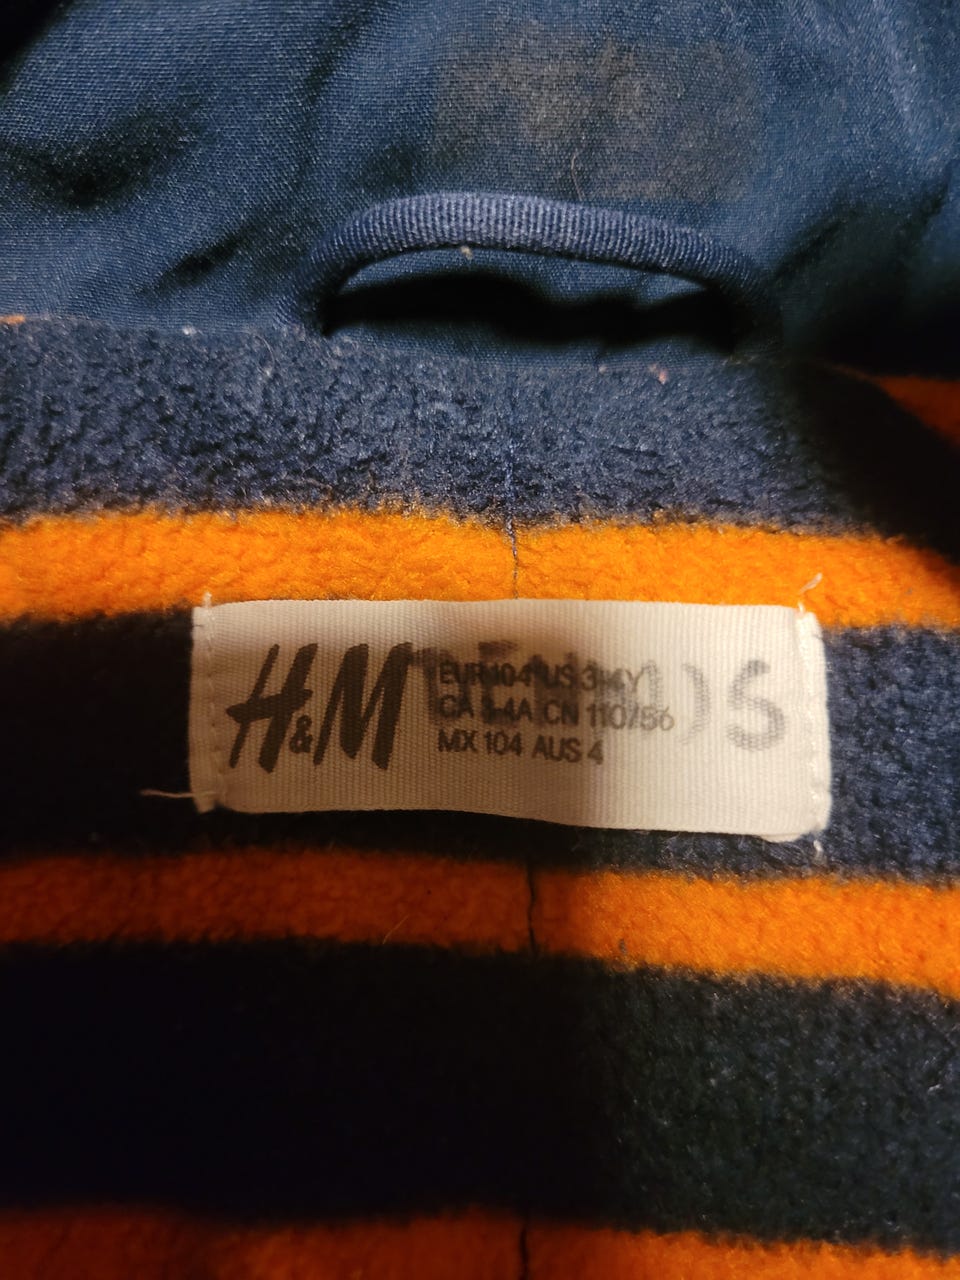 H&M
EUR 104 US 3-4Y
CA 3-4A CN 110/56
MX 104 AUS 4